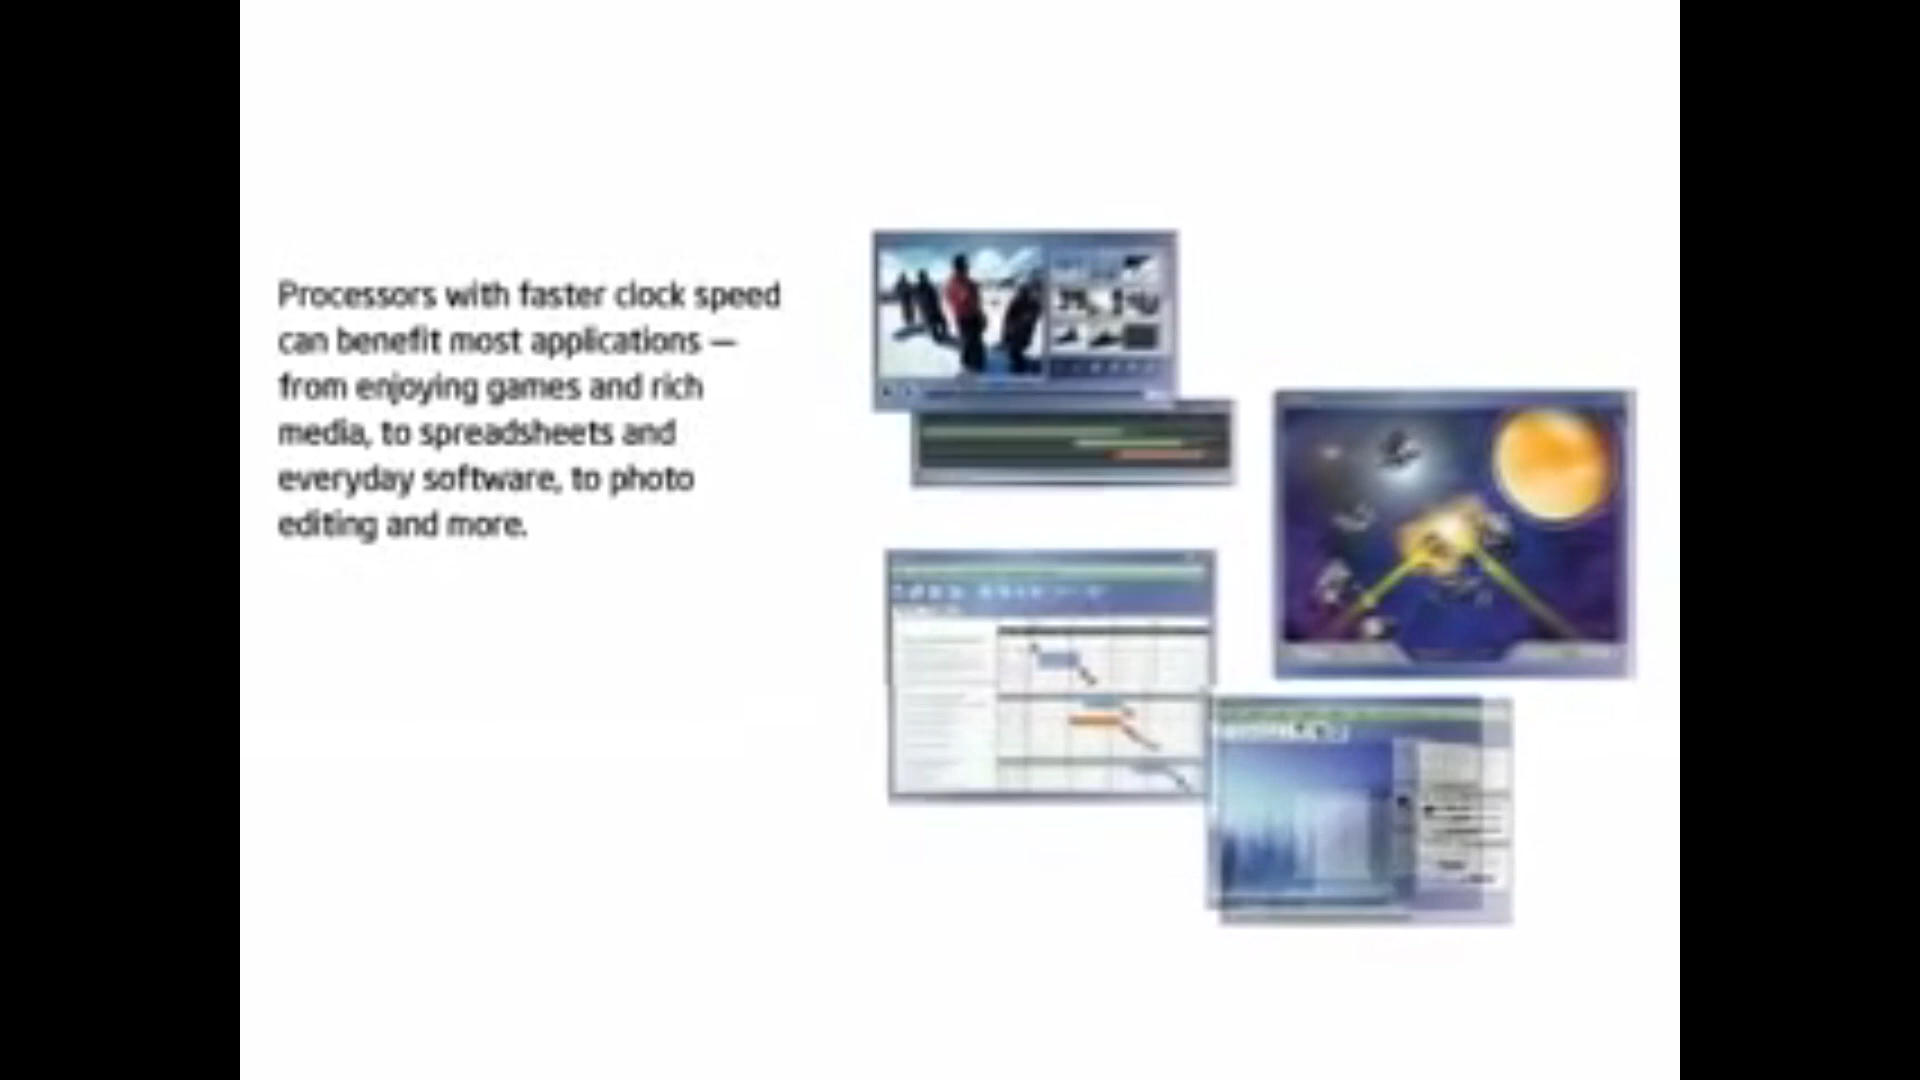 Processors with faster clock speed
can benefit most applications —
from enjoying games and rich
media, to spreadsheets and
everyday software, to photo
editing and more.